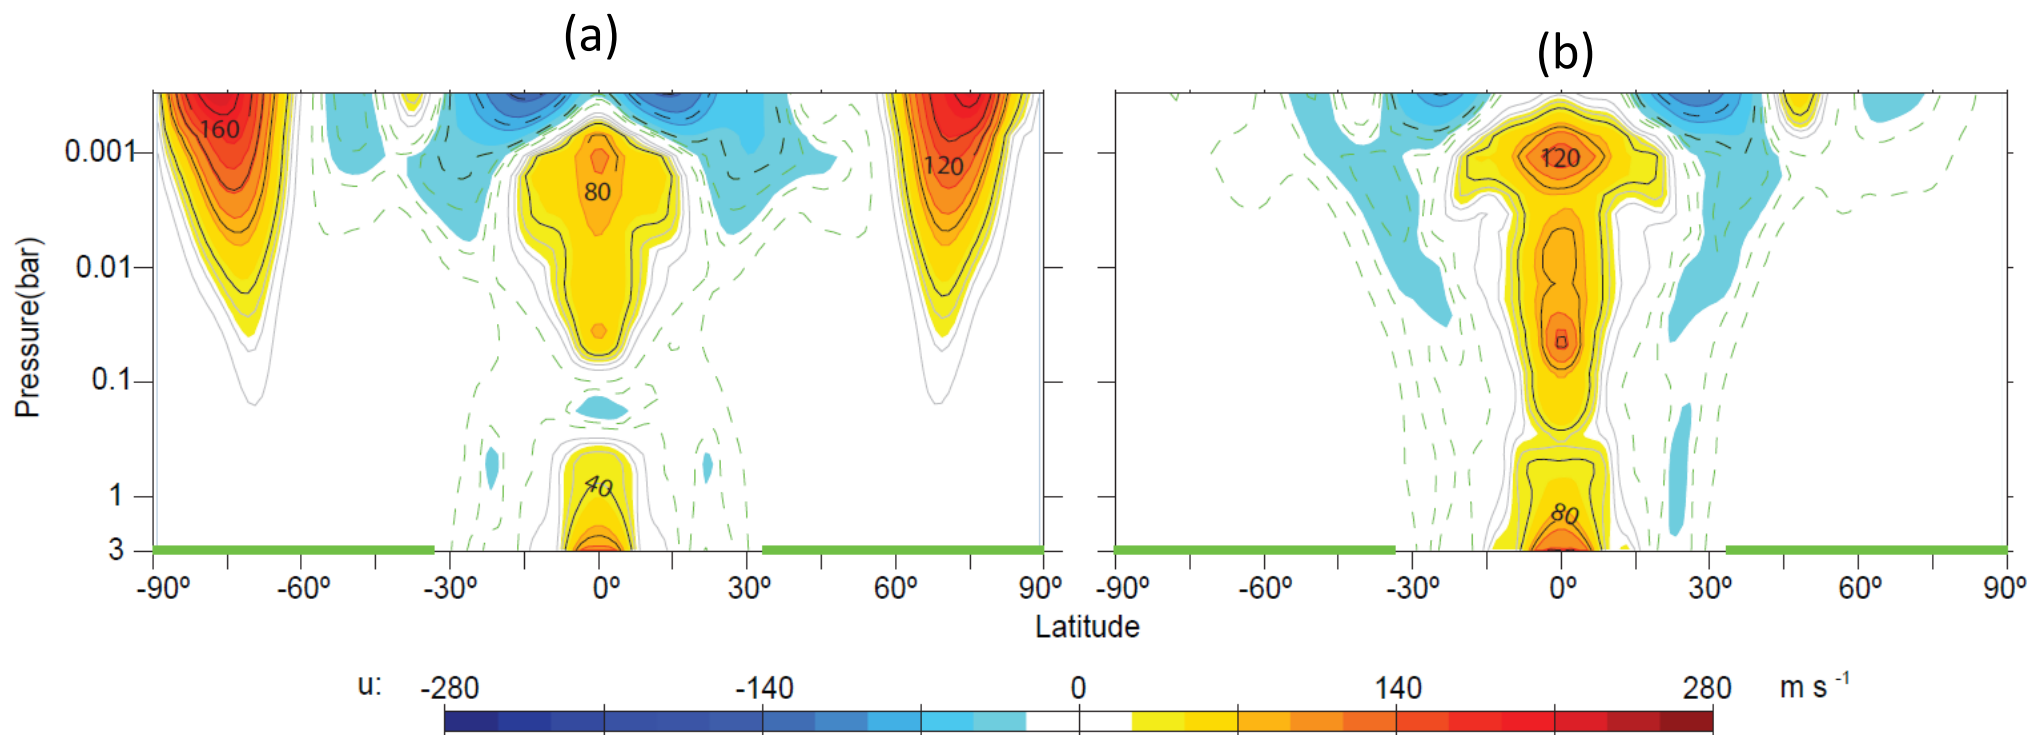 (a)
(b)
160
120
80
40
120
80
Pressure(bar)
0.001
0.01
0.1
1
3
-90º -60º -30º 0º 30º 60º 90º
-90º -60º -30º 0º 30º 60º 90º
Latitude
u: -280 -140 0 140 280 m s -1